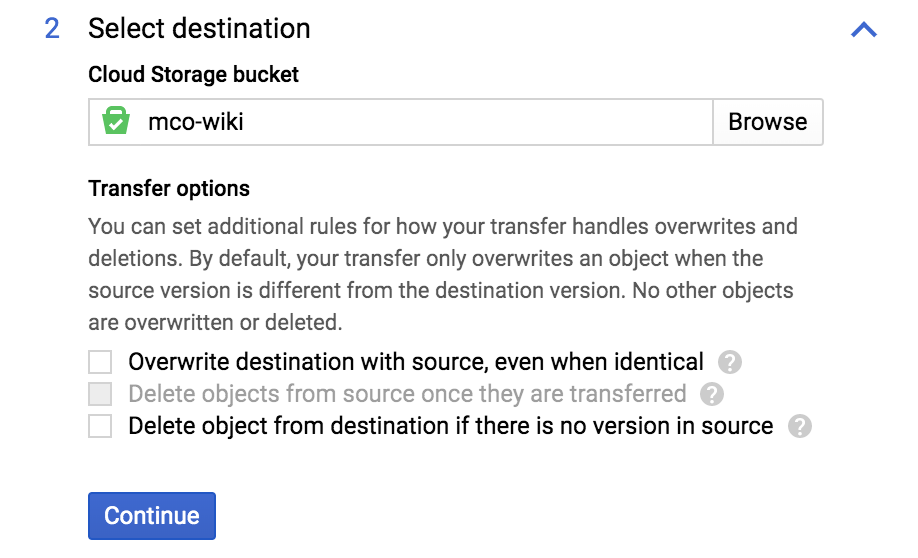 2 Select destination
Cloud Storage bucket
mco-wiki Browse
Transfer options
You can set additional rules for how your transfer handles overwrites and
deletions. By default, your transfer only overwrites an object when the
source version is different from the destination version. No other objects
are overwritten or deleted.
Overwrite destination with source, even when identical ?
Delete objects from source once they are transferred ?
Delete object from destination if there is no version in source ?
Continue